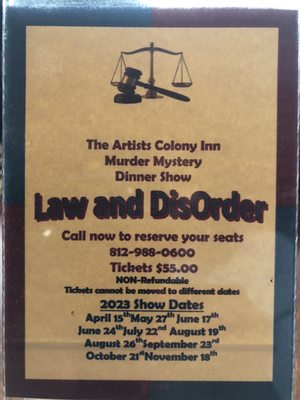 The Artists Colony Inn
Murder Mystery
Dinner Show
Law and DisOrder
Call now to reserve your seats
812-988-0600
Tickets $55.00
NON-Refundable
Tickets cannot be moved to different dates
2023 Show Dates
April 15th May 27th June 17th
June 24th July 22nd August 19th
August 26th September 23rd
October 21st November 18th